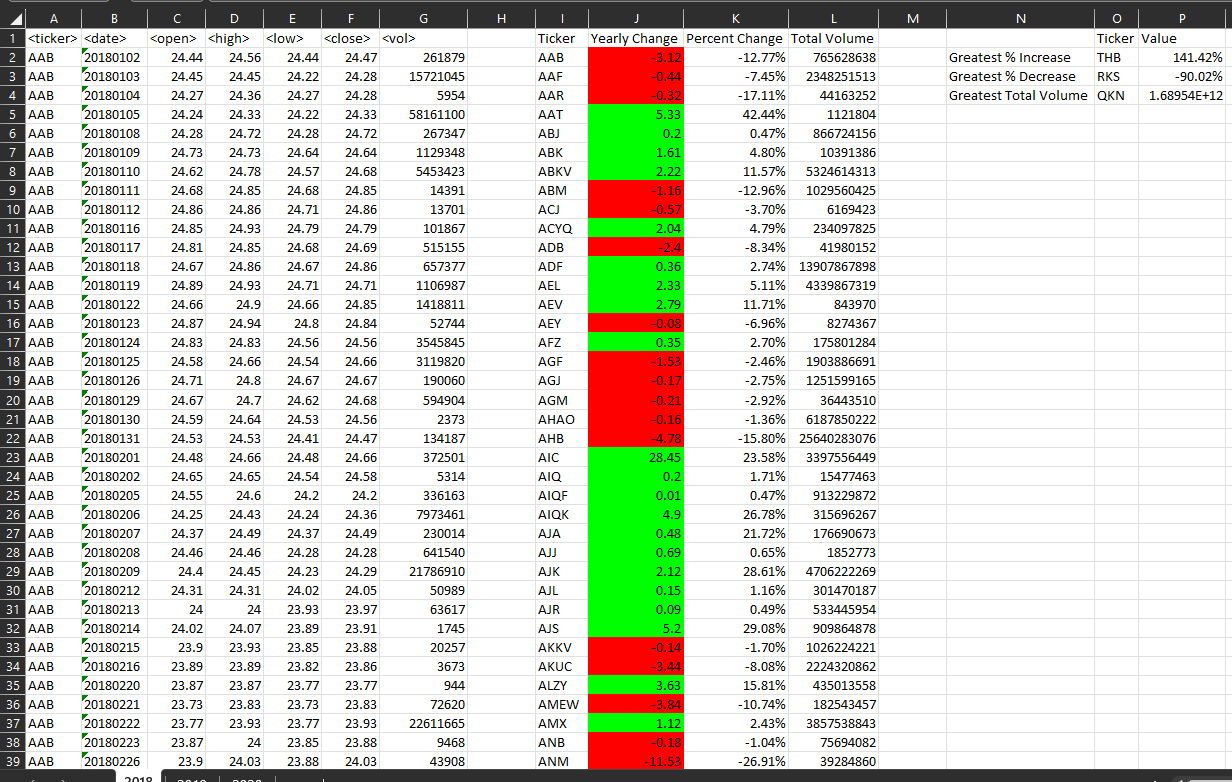 A B C D E F G H I J K L M N O P
1 <ticker> <date> <open> <high> <low> <close> <vol> Ticker Yearly Change Percent Change Total Volume Ticker Value
2 AAB 20180102 24.44 24.56 24.44 24.47 261879 AAB -3.12 -12.77% 765628638 Greatest % Increase THB 141.42%
3 AAB 20180103 24.45 24.45 24.22 24.28 15721045 AAF -0.44 -7.45% 2348251513 Greatest % Decrease RKS -90.02%
4 AAB 20180104 24.27 24.36 24.27 24.28 5954 AAR -0.32 -17.11% 44163252 Greatest Total Volume QKN 1.68954E+12
5 AAB 20180105 24.24 24.33 24.22 24.33 58161100 AAT 5.33 42.44% 1121804
6 AAB 20180108 24.28 24.72 24.28 24.72 267347 ABJ 0.2 0.47% 866724156
7 AAB 20180109 24.73 24.73 24.64 24.64 1129348 ABK 1.61 4.80% 10391386
8 AAB 20180110 24.62 24.78 24.57 24.68 5453423 ABKV 2.22 11.57% 5324614313
9 AAB 20180111 24.68 24.85 24.68 24.85 14391 ABM -1.16 -12.96% 1029560425
10 AAB 20180112 24.86 24.86 24.71 24.86 13701 ACJ -0.57 -3.70% 6169423
11 AAB 20180116 24.85 24.93 24.79 24.79 101867 ACYQ 2.04 4.79% 234097825
12 AAB 20180117 24.81 24.85 24.68 24.69 515155 ADB -2.4 -8.34% 41980152
13 AAB 20180118 24.67 24.86 24.67 24.86 657377 ADF 0.36 2.74% 13907867898
14 AAB 20180119 24.89 24.93 24.71 24.71 1106987 AEL 2.33 5.11% 4339867319
15 AAB 20180122 24.66 24.9 24.66 24.85 1418811 AEV 2.79 11.71% 843970
16 AAB 20180123 24.87 24.94 24.8 24.84 52744 AEY -0.08 -6.96% 8274367
17 AAB 20180124 24.83 24.83 24.56 24.56 3545845 AFZ 0.35 2.70% 175801284
18 AAB 20180125 24.58 24.66 24.54 24.66 3119820 AGF -1.53 -2.46% 1903886691
19 AAB 20180126 24.71 24.8 24.67 24.67 190060 AGJ -0.17 -2.75% 1251599165
20 AAB 20180129 24.67 24.7 24.62 24.68 594904 AGM -0.21 -2.92% 36443510
21 AAB 20180130 24.59 24.64 24.53 24.56 2373 AHAO -0.16 -1.36% 6187850222
22 AAB 20180131 24.53 24.53 24.41 24.47 134187 AHB -4.78 -15.80% 25640283076
23 AAB 20180201 24.48 24.66 24.48 24.66 372501 AIC 28.45 23.58% 3397556449
24 AAB 20180202 24.65 24.65 24.54 24.58 5314 AIQ 0.2 1.71% 15477463
25 AAB 20180205 24.55 24.6 24.2 24.2 336163 AIQF 0.01 0.47% 913229872
26 AAB 20180206 24.25 24.43 24.24 24.36 7973461 AIQK 4.9 26.78% 315696267
27 AAB 20180207 24.37 24.49 24.37 24.49 230014 AJA 0.48 21.72% 176690673
28 AAB 20180208 24.46 24.46 24.28 24.28 641540 AJJ 0.69 0.65% 1852773
29 AAB 20180209 24.4 24.45 24.23 24.29 21786910 AJK 2.12 28.61% 4706222269
30 AAB 20180212 24.31 24.31 24.02 24.05 50989 AJL 0.15 1.16% 301470187
31 AAB 20180213 24 24 23.93 23.97 63617 AJR 0.09 0.49% 533445954
32 AAB 20180214 24.02 24.07 23.89 23.91 1745 AJS 5.2 29.08% 909864878
33 AAB 20180215 23.9 23.93 23.85 23.88 20257 AKKV -0.14 -1.70% 1026224221
34 AAB 20180216 23.89 23.89 23.82 23.86 3673 AKUC -3.44 -8.08% 2224320862
35 AAB 20180220 23.87 23.87 23.77 23.77 944 ALZY 3.63 15.81% 435013558
36 AAB 20180221 23.73 23.83 23.73 23.83 72620 AMEW -3.84 -10.74% 182543457
37 AAB 20180222 23.77 23.93 23.77 23.93 22611665 AMX 1.12 2.43% 3857538843
38 AAB 20180223 23.87 24 23.85 23.88 9468 ANB -0.18 -1.04% 75694082
39 AAB 20180226 23.9 24.03 23.88 24.03 43908 ANM -11.53 -26.91% 39284860
2018